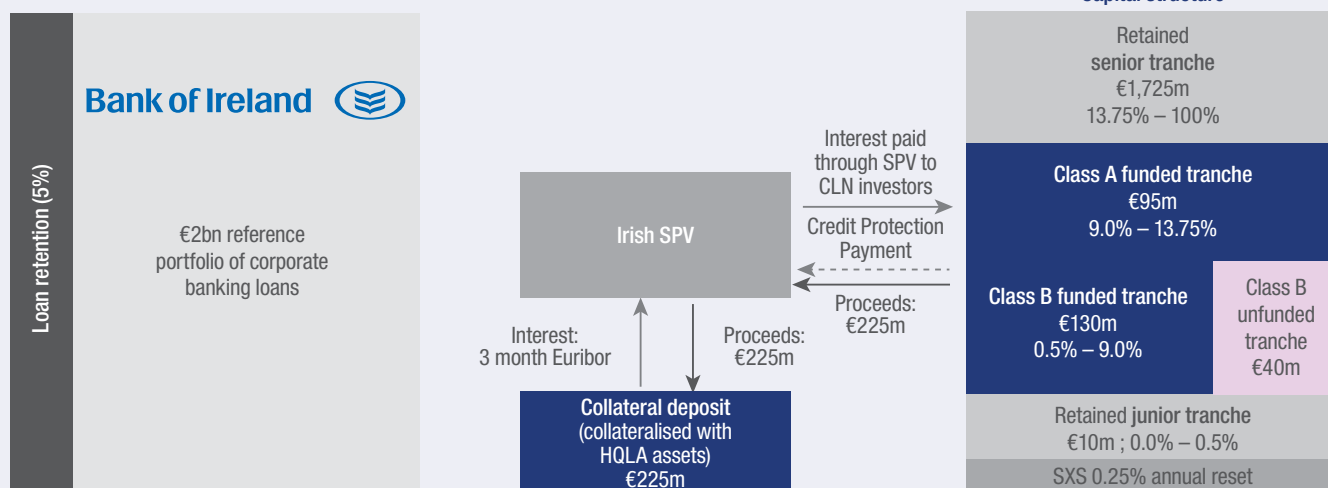 Capital structure
Loan retention (5%)
Bank of Ireland
€2bn reference
portfolio of corporate
banking loans
Irish SPV
Interest:
3 month Euribor
Proceeds:
€225m
Collateral deposit
(collateralised with
HQLA assets)
€225m
Interest paid
through SPV to
CLN investors
Credit Protection
Payment
Proceeds:
€225m
Retained
senior tranche
€1,725m
13.75% – 100%
Class A funded tranche
€95m
9.0% – 13.75%
Class B funded tranche
€130m
0.5% – 9.0%
Class B
unfunded
tranche
€40m
Retained junior tranche
€10m ; 0.0% – 0.5%
SXS 0.25% annual reset